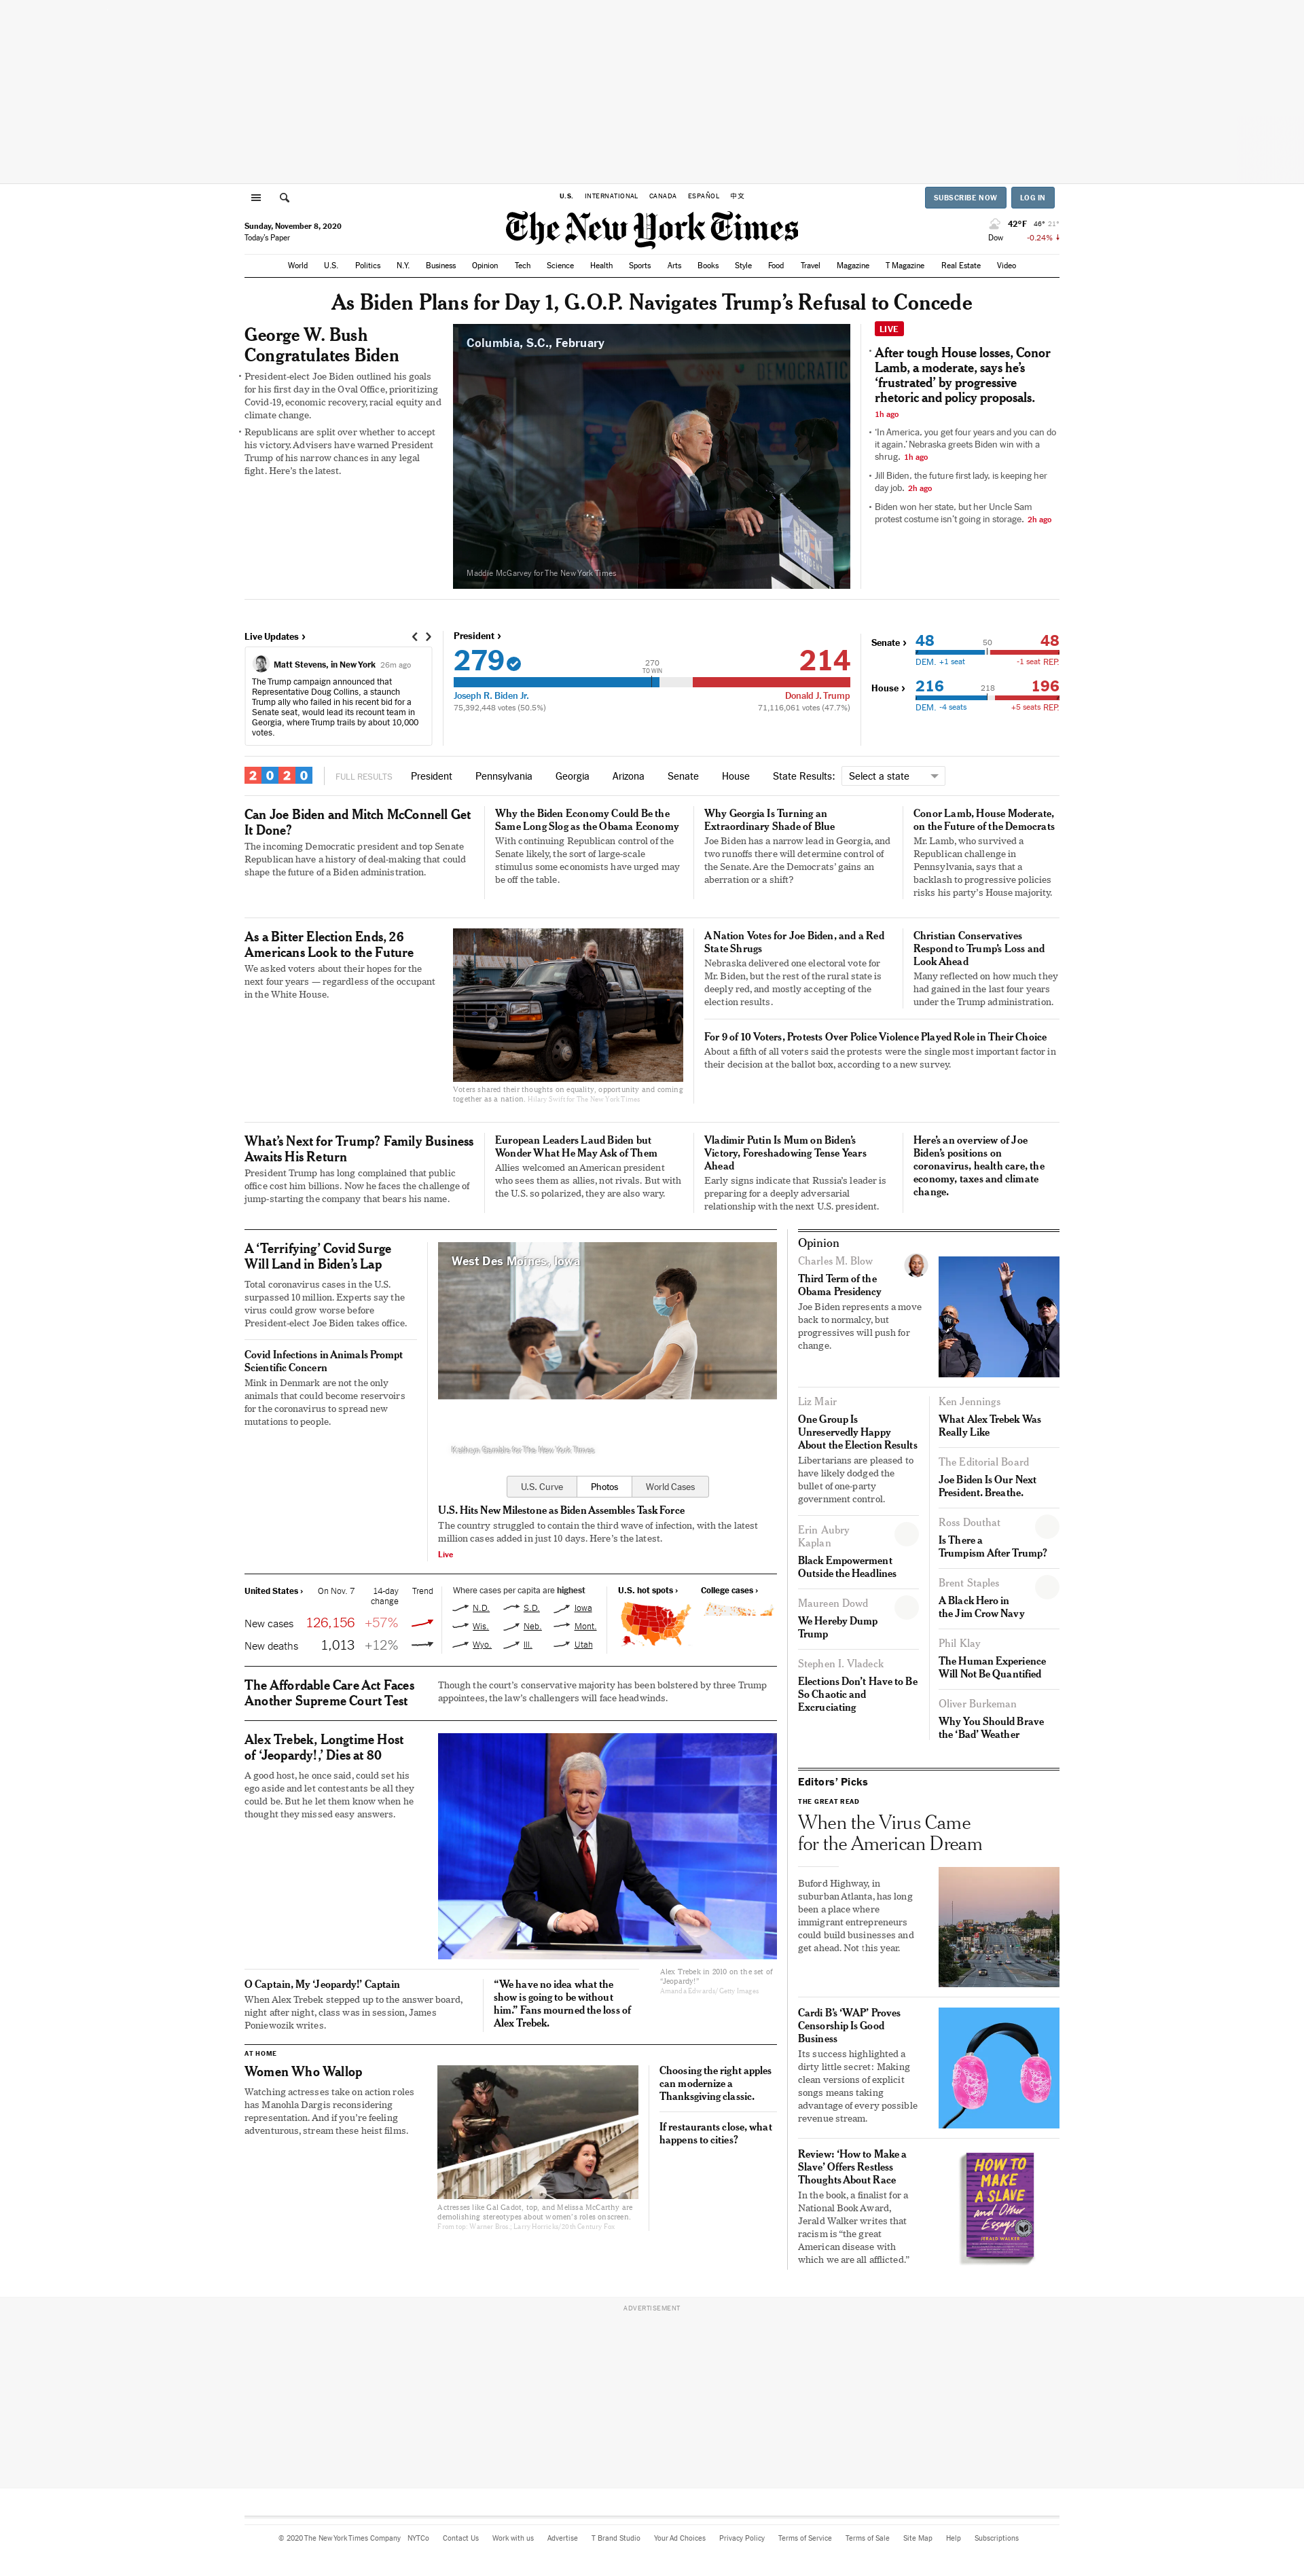 U.S. INTERNATIONAL CANADA ESPAÑOL 中文
SUBSCRIBE NOW
LOG IN
Sunday, November 8, 2020
Today's Paper
The New York Times
42°F 46° 21°
Dow -0.24%
World U.S. Politics N.Y. Business Opinion Tech Science Health Sports Arts Books Style Food Travel Magazine T Magazine Real Estate Video
As Biden Plans for Day 1, G.O.P. Navigates Trump's Refusal to Concede
George W. Bush
Congratulates Biden
President-elect Joe Biden outlined his goals
for his first day in the Oval Office, prioritizing
Covid-19, economic recovery, racial equity and
climate change.
Republicans are split over whether to accept
his victory. Advisers have warned President
Trump of his narrow chances in any legal
fight. Here's the latest.
Columbia, S.C., February
DEMOCRATIC
BIDEN
PRESIDENT
Maddie McGarvey for The New York Times
LIVE
After tough House losses, Conor
Lamb, a moderate, says he's
'frustrated' by progressive
rhetoric and policy proposals.
1h ago
'In America, you get four years and you can do
it again.' Nebraska greets Biden win with a
shrug. 1h ago
Jill Biden, the future first lady, is keeping her
day job. 2h ago
Biden won her state, but her Uncle Sam
protest costume isn't going in storage. 2h ago
Live Updates ›
Matt Stevens, in New York 26m ago
The Trump campaign announced that
Representative Doug Collins, a staunch
Trump ally who failed in his recent bid for a
Senate seat, would lead its recount team in
Georgia, where Trump trails by about 10,000
votes.
President ›
279
270
TO WIN
214
Joseph R. Biden Jr.
Donald J. Trump
75,392,448 votes (50.5%)
71,116,061 votes (47.7%)
Senate ›
48 50 48
DEM. +1 seat -1 seat REP.
House ›
216 218 196
DEM. -4 seats +5 seats REP.
2020
FULL RESULTS President Pennsylvania Georgia Arizona Senate House State Results: Select a state
Can Joe Biden and Mitch McConnell Get
It Done?
The incoming Democratic president and top Senate
Republican have a history of deal-making that could
shape the future of a Biden administration.
Why the Biden Economy Could Be the
Same Long Slog as the Obama Economy
With continuing Republican control of the
Senate likely, the sort of large-scale
stimulus some economists have urged may
be off the table.
Why Georgia Is Turning an
Extraordinary Shade of Blue
Joe Biden has a narrow lead in Georgia, and
two runoffs there will determine control of
the Senate. Are the Democrats' gains an
aberration or a shift?
Conor Lamb, House Moderate,
on the Future of the Democrats
Mr. Lamb, who survived a
Republican challenge in
Pennsylvania, says that a
backlash to progressive policies
risks his party's House majority.
As a Bitter Election Ends, 26
Americans Look to the Future
We asked voters about their hopes for the
next four years — regardless of the occupant
in the White House.
Voters shared their thoughts on equality, opportunity and coming
together as a nation. Hilary Swift for The New York Times
A Nation Votes for Joe Biden, and a Red
State Shrugs
Nebraska delivered one electoral vote for
Mr. Biden, but the rest of the rural state is
deeply red, and mostly accepting of the
election results.
Christian Conservatives
Respond to Trump's Loss and
Look Ahead
Many reflected on how much they
had gained in the last four years
under the Trump administration.
For 9 of 10 Voters, Protests Over Police Violence Played Role in Their Choice
About a fifth of all voters said the protests were the single most important factor in
their decision at the ballot box, according to a new survey.
What's Next for Trump? Family Business
Awaits His Return
President Trump has long complained that public
office cost him billions. Now he faces the challenge of
jump-starting the company that bears his name.
European Leaders Laud Biden but
Wonder What He May Ask of Them
Allies welcomed an American president
who sees them as allies, not rivals. But with
the U.S. so polarized, they are also wary.
Vladimir Putin Is Mum on Biden's
Victory, Foreshadowing Tense Years
Ahead
Early signs indicate that Russia's leader is
preparing for a deeply adversarial
relationship with the next U.S. president.
Here's an overview of Joe
Biden's positions on
coronavirus, health care, the
economy, taxes and climate
change.
A 'Terrifying' Covid Surge
Will Land in Biden's Lap
Total coronavirus cases in the U.S.
surpassed 10 million. Experts say the
virus could grow worse before
President-elect Joe Biden takes office.
Covid Infections in Animals Prompt
Scientific Concern
Mink in Denmark are not the only
animals that could become reservoirs
for the coronavirus to spread new
mutations to people.
West Des Moines, Iowa
Kathryn Gamble for The New York Times
U.S. Curve Photos World Cases
U.S. Hits New Milestone as Biden Assembles Task Force
The country struggled to contain the third wave of infection, with the latest
million cases added in just 10 days. Here's the latest.
Live
United States › On Nov. 7 14-day
change Trend
New cases 126,156 +57%
New deaths 1,013 +12%
Where cases per capita are highest
N.D. S.D. Iowa
Wis. Neb. Mont.
Wyo. Ill. Utah
U.S. hot spots ›
College cases ›
The Affordable Care Act Faces
Another Supreme Court Test
Though the court's conservative majority has been bolstered by three Trump
appointees, the law's challengers will face headwinds.
Alex Trebek, Longtime Host
of 'Jeopardy!,' Dies at 80
A good host, he once said, could set his
ego aside and let contestants be all they
could be. But he let them know when he
thought they missed easy answers.
Alex Trebek in 2010 on the set of
"Jeopardy!"
Amanda Edwards/Getty Images
O Captain, My 'Jeopardy!' Captain
When Alex Trebek stepped up to the answer board,
night after night, class was in session, James
Poniewozik writes.
"We have no idea what the
show is going to be without
him." Fans mourned the loss of
Alex Trebek.
AT HOME
Women Who Wallop
Watching actresses take on action roles
has Manohla Dargis reconsidering
representation. And if you're feeling
adventurous, stream these heist films.
Actresses like Gal Gadot, top, and Melissa McCarthy are
demolishing stereotypes about women's roles onscreen.
From top: Warner Bros., Larry Horricks/20th Century Fox
Choosing the right apples
can modernize a
Thanksgiving classic.
If restaurants close, what
happens to cities?
Opinion
Charles M. Blow
Third Term of the
Obama Presidency
Joe Biden represents a move
back to normalcy, but
progressives will push for
change.
Liz Mair
One Group Is
Unreservedly Happy
About the Election Results
Libertarians are pleased to
have likely dodged the
bullet of one-party
government control.
Erin Aubry
Kaplan
Black Empowerment
Outside the Headlines
Maureen Dowd
We Hereby Dump
Trump
Stephen I. Vladeck
Elections Don't Have to Be
So Chaotic and
Excruciating
Ken Jennings
What Alex Trebek Was
Really Like
The Editorial Board
Joe Biden Is Our Next
President. Breathe.
Ross Douthat
Is There a
Trumpism After Trump?
Brent Staples
A Black Hero in
the Jim Crow Navy
Phil Klay
The Human Experience
Will Not Be Quantified
Oliver Burkeman
Why You Should Brave
the 'Bad' Weather
Editors' Picks
THE GREAT READ
When the Virus Came
for the American Dream
Buford Highway, in
suburban Atlanta, has long
been a place where
immigrant entrepreneurs
could build businesses and
get ahead. Not this year.
Cardi B's 'WAP' Proves
Censorship Is Good
Business
Its success highlighted a
dirty little secret: Making
clean versions of explicit
songs means taking
advantage of every possible
revenue stream.
Review: 'How to Make a
Slave' Offers Restless
Thoughts About Race
In the book, a finalist for a
National Book Award,
Jerald Walker writes that
racism is "the great
American disease with
which we are all afflicted."
HOW TO
MAKE
A SLAVE
and Other
Essays
JERALD WALKER
ADVERTISEMENT
© 2020 The New York Times Company NYTCo Contact Us Work with us Advertise T Brand Studio Your Ad Choices Privacy Policy Terms of Service Terms of Sale Site Map Help Subscriptions